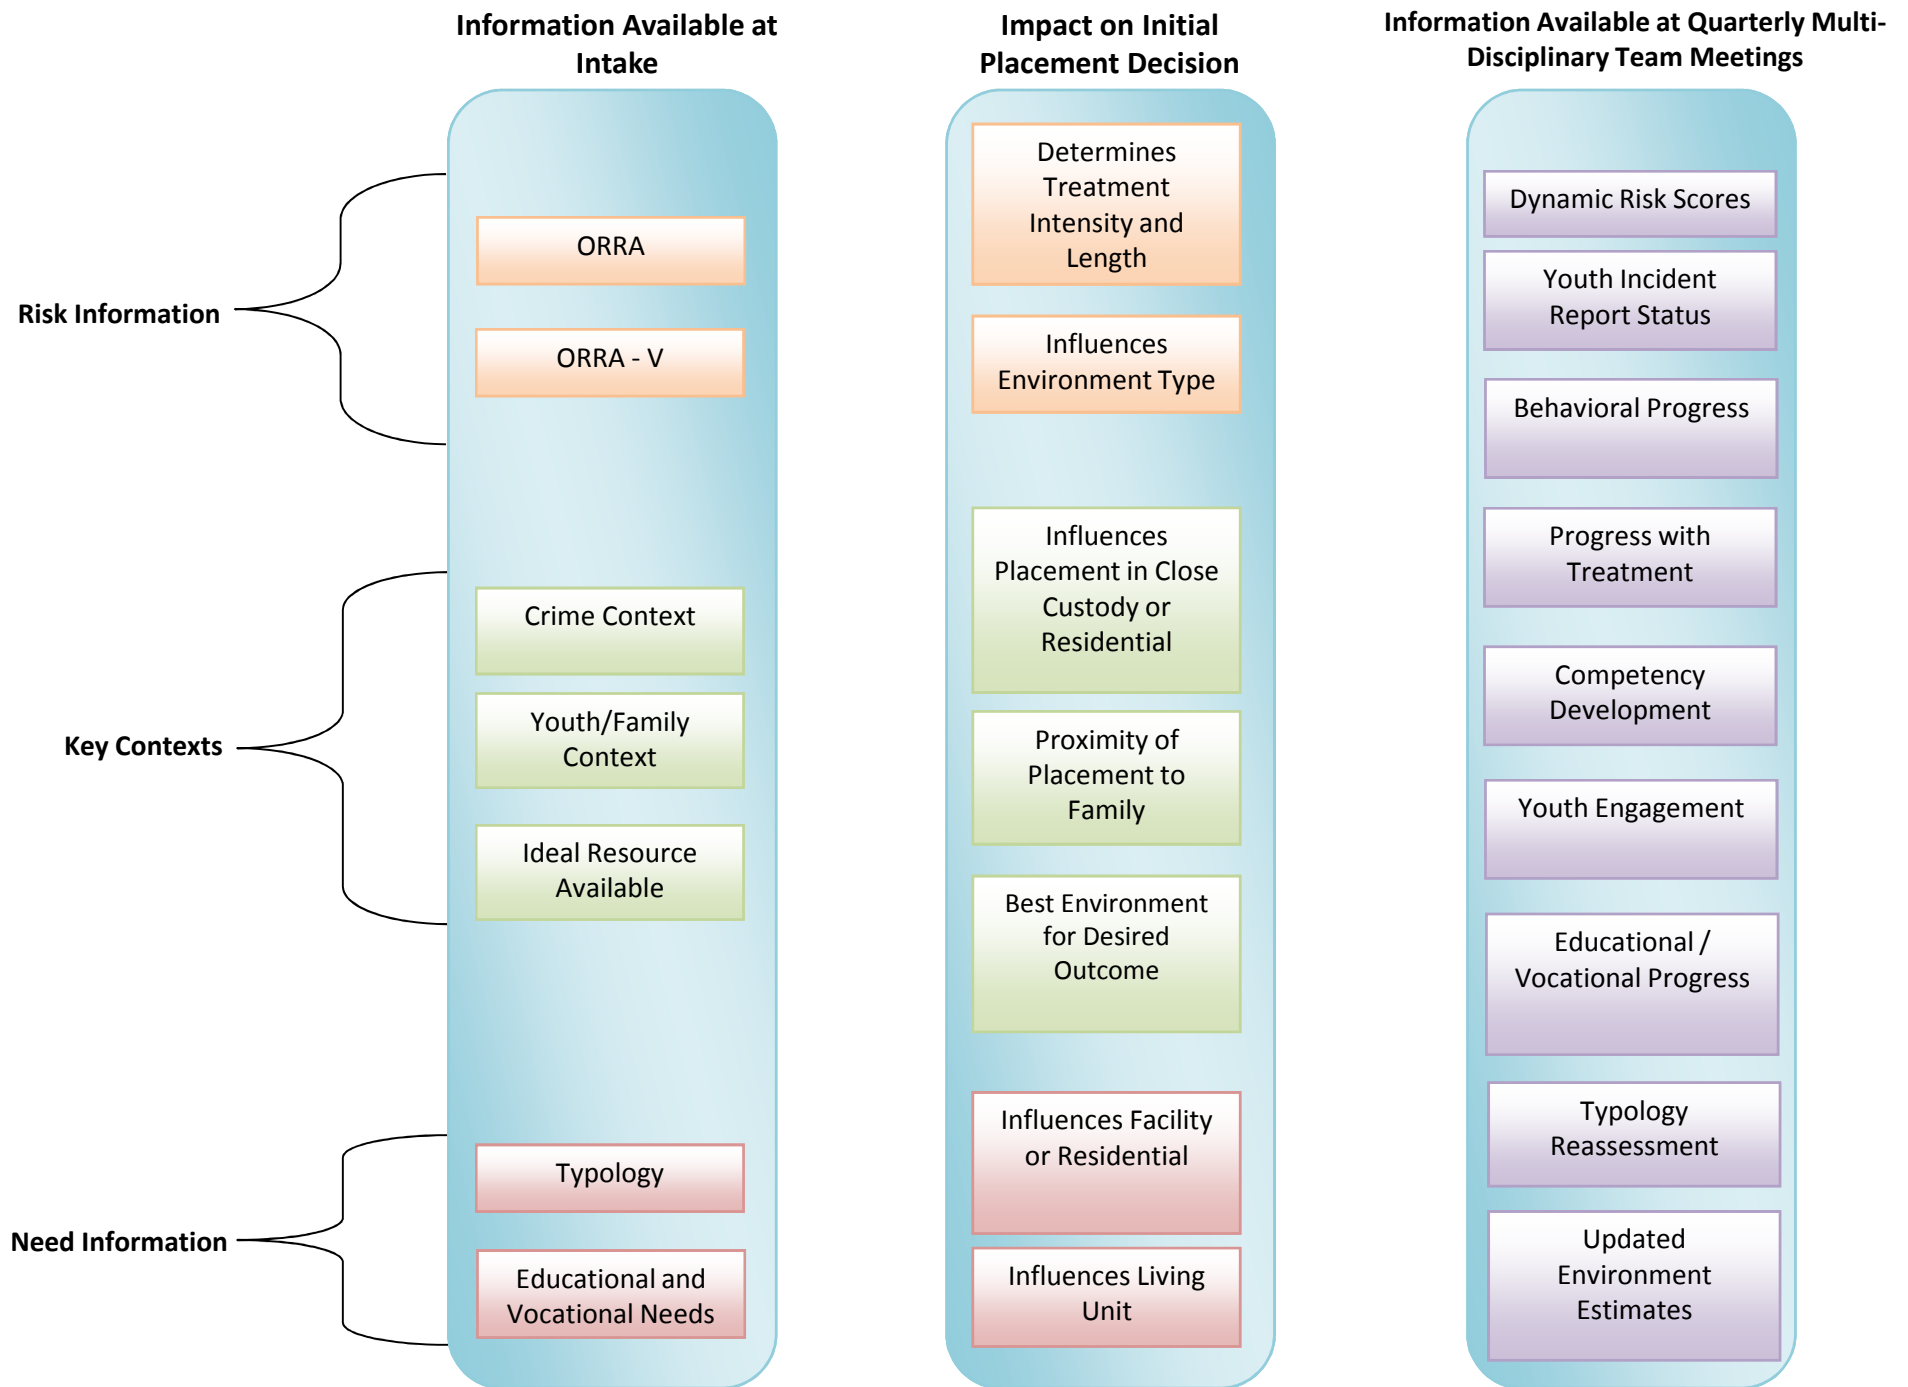 Information Available at
Intake
Impact on Initial
Placement Decision
Information Available at Quarterly Multi-
Disciplinary Team Meetings
Risk Information
ORRA
ORRA - V
Key Contexts
Crime Context
Youth/Family
Context
Ideal Resource
Available
Need Information
Typology
Educational and
Vocational Needs
Determines
Treatment
Intensity and
Length
Influences
Environment Type
Influences
Placement in Close
Custody or
Residential
Proximity of
Placement to
Family
Best Environment
for Desired
Outcome
Influences Facility
or Residential
Influences Living
Unit
Dynamic Risk Scores
Youth Incident
Report Status
Behavioral Progress
Progress with
Treatment
Competency
Development
Youth Engagement
Educational /
Vocational Progress
Typology
Reassessment
Updated
Environment
Estimates